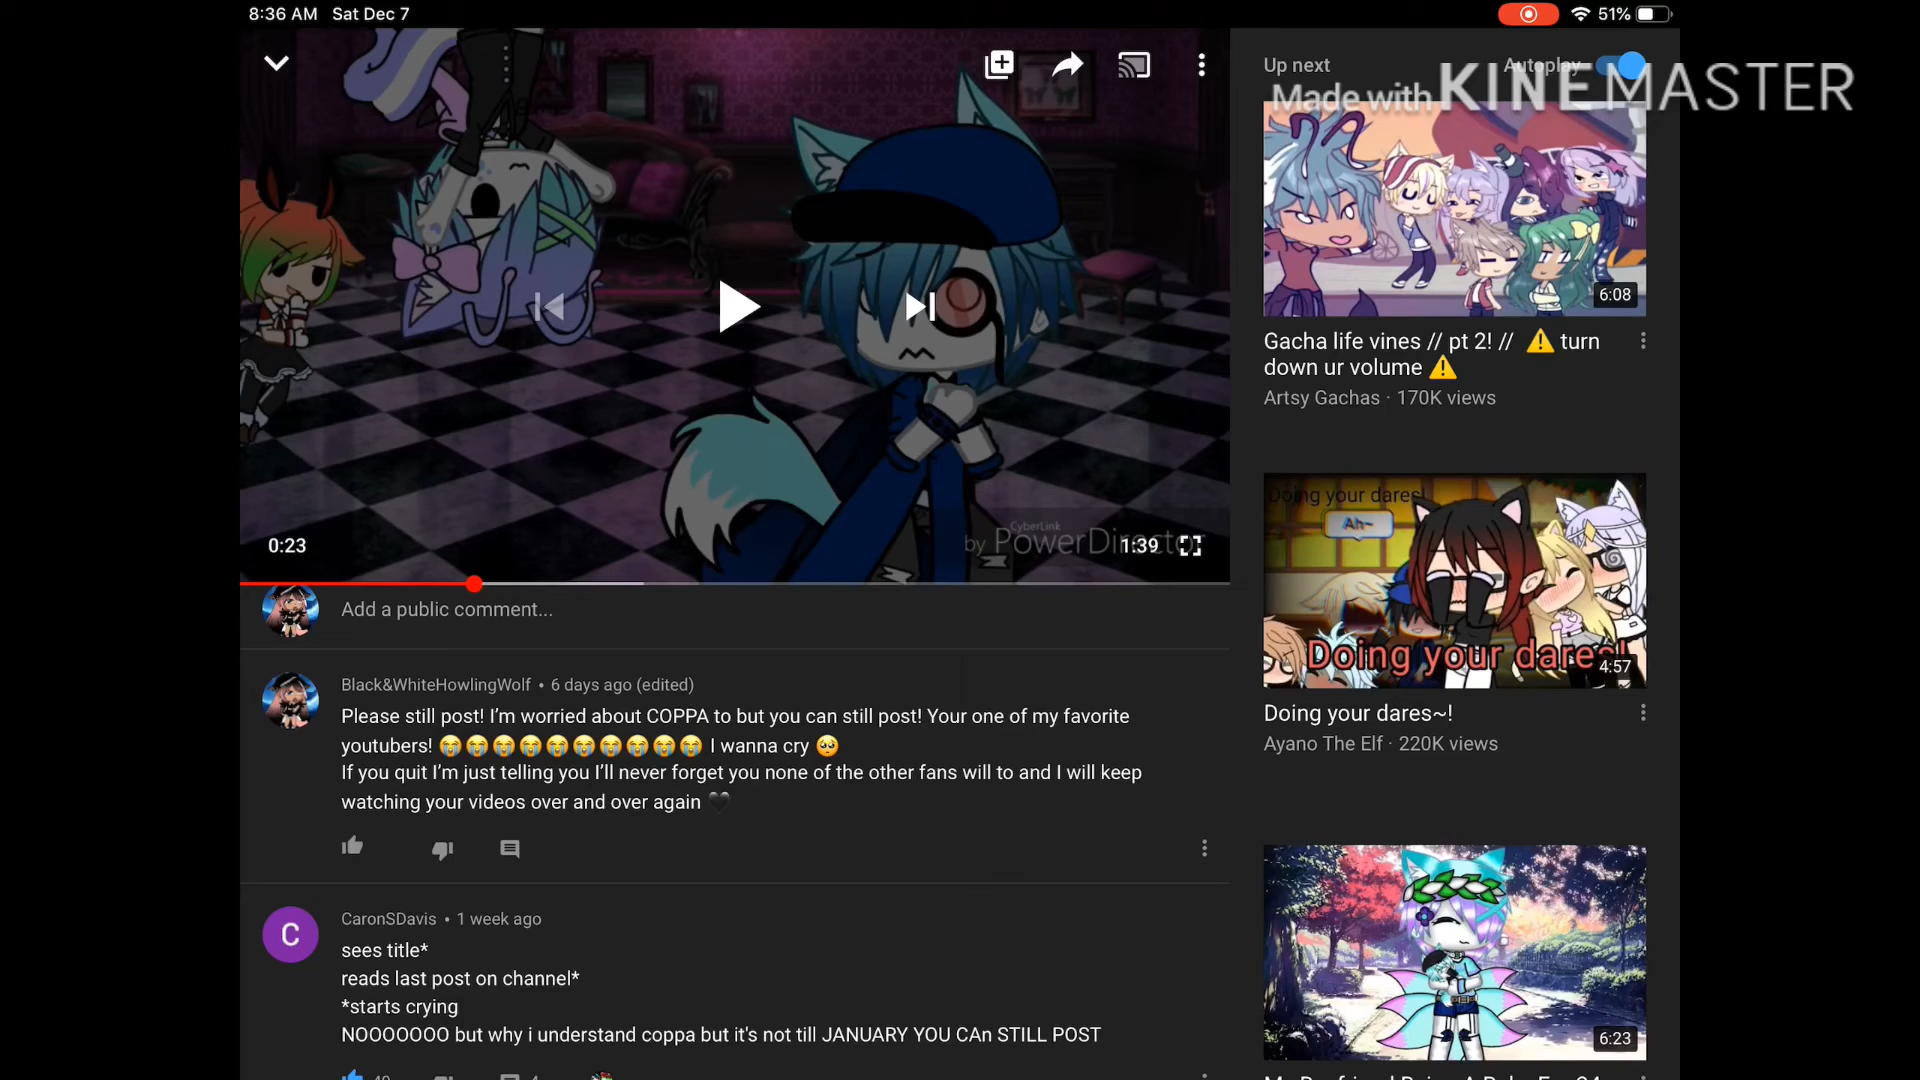 8:36 AM Sat Dec 7
51%
Up next
Autoplay
Made with KINEMASTER
6:08
Gacha life vines // pt 2! // ⚠️ turn
down ur volume ⚠️
Artsy Gachas · 170K views
CyberLink
by PowerDirector
0:23
1:39
Add a public comment...
Black&WhiteHowlingWolf • 6 days ago (edited)
Please still post! I'm worried about COPPA to but you can still post! Your one of my favorite
youtubers! 😭😭😭😭😭😭😭😭😭😭 I wanna cry 🥺
If you quit I'm just telling you I'll never forget you none of the other fans will to and I will keep
watching your videos over and over again 🖤
C
CaronSDavis • 1 week ago
sees title*
reads last post on channel*
*starts crying
NOOOOOOO but why i understand coppa but it's not till JANUARY YOU CAn STILL POST
Doing your dares!
Ah~
Doing your dares!
4:57
Doing your dares~!
Ayano The Elf · 220K views
6:23